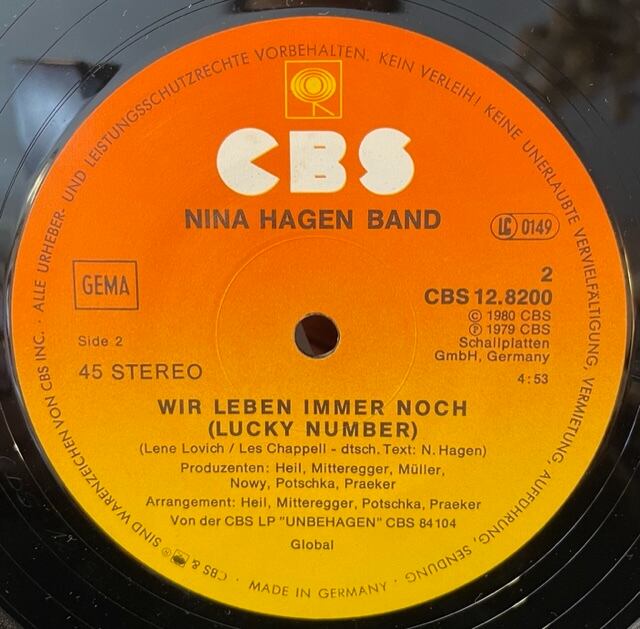 ALLE URHEBER- UND LEISTUNGSSCHUTZRECHTE VORBEHALTEN. KEIN VERLEIH! KEINE UNERLAUBTE VERVIELFÄLTIGUNG, VERMIETUNG, AUFFÜHRUNG, SENDUNG
CBS
NINA HAGEN BAND
LC 0149
GEMA
2
CBS 12.8200
© 1980 CBS
Ⓟ 1979 CBS
Schallplatten
GmbH, Germany
Side 2
45 STEREO
4:53
WIR LEBEN IMMER NOCH
(LUCKY NUMBER)
(Lene Lovich / Les Chappell - dtsch. Text: N. Hagen)
Produzenten: Heil, Mitteregger, Müller,
Nowy, Potschka, Praeker
Arrangement: Heil, Mitteregger, Potschka, Praeker
Von der CBS LP "UNBEHAGEN" CBS 84104
Global
· MADE IN GERMANY ·
CBS & ® SIND WARENZEICHEN VON CBS INC. ·